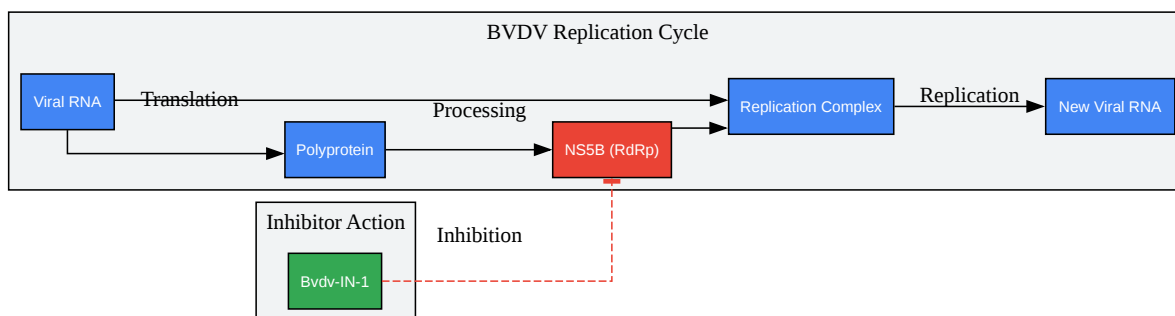 BVDV Replication Cycle
Viral RNA
Translation
Processing
Replication Complex
Replication
New Viral RNA
Polyprotein
NS5B (RdRp)
Inhibitor Action
Inhibition
Bvdv-IN-1